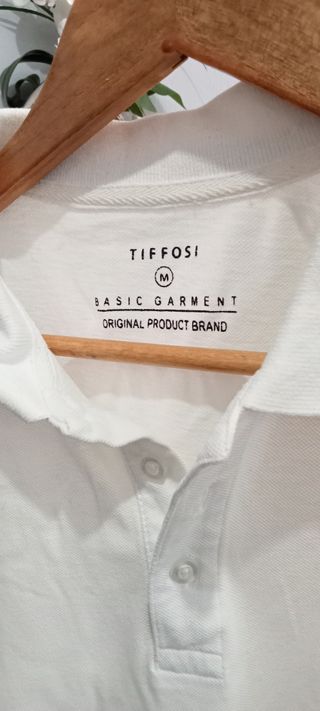 TIFFOSI
M
BASIC GARMENT
ORIGINAL PRODUCT BRAND